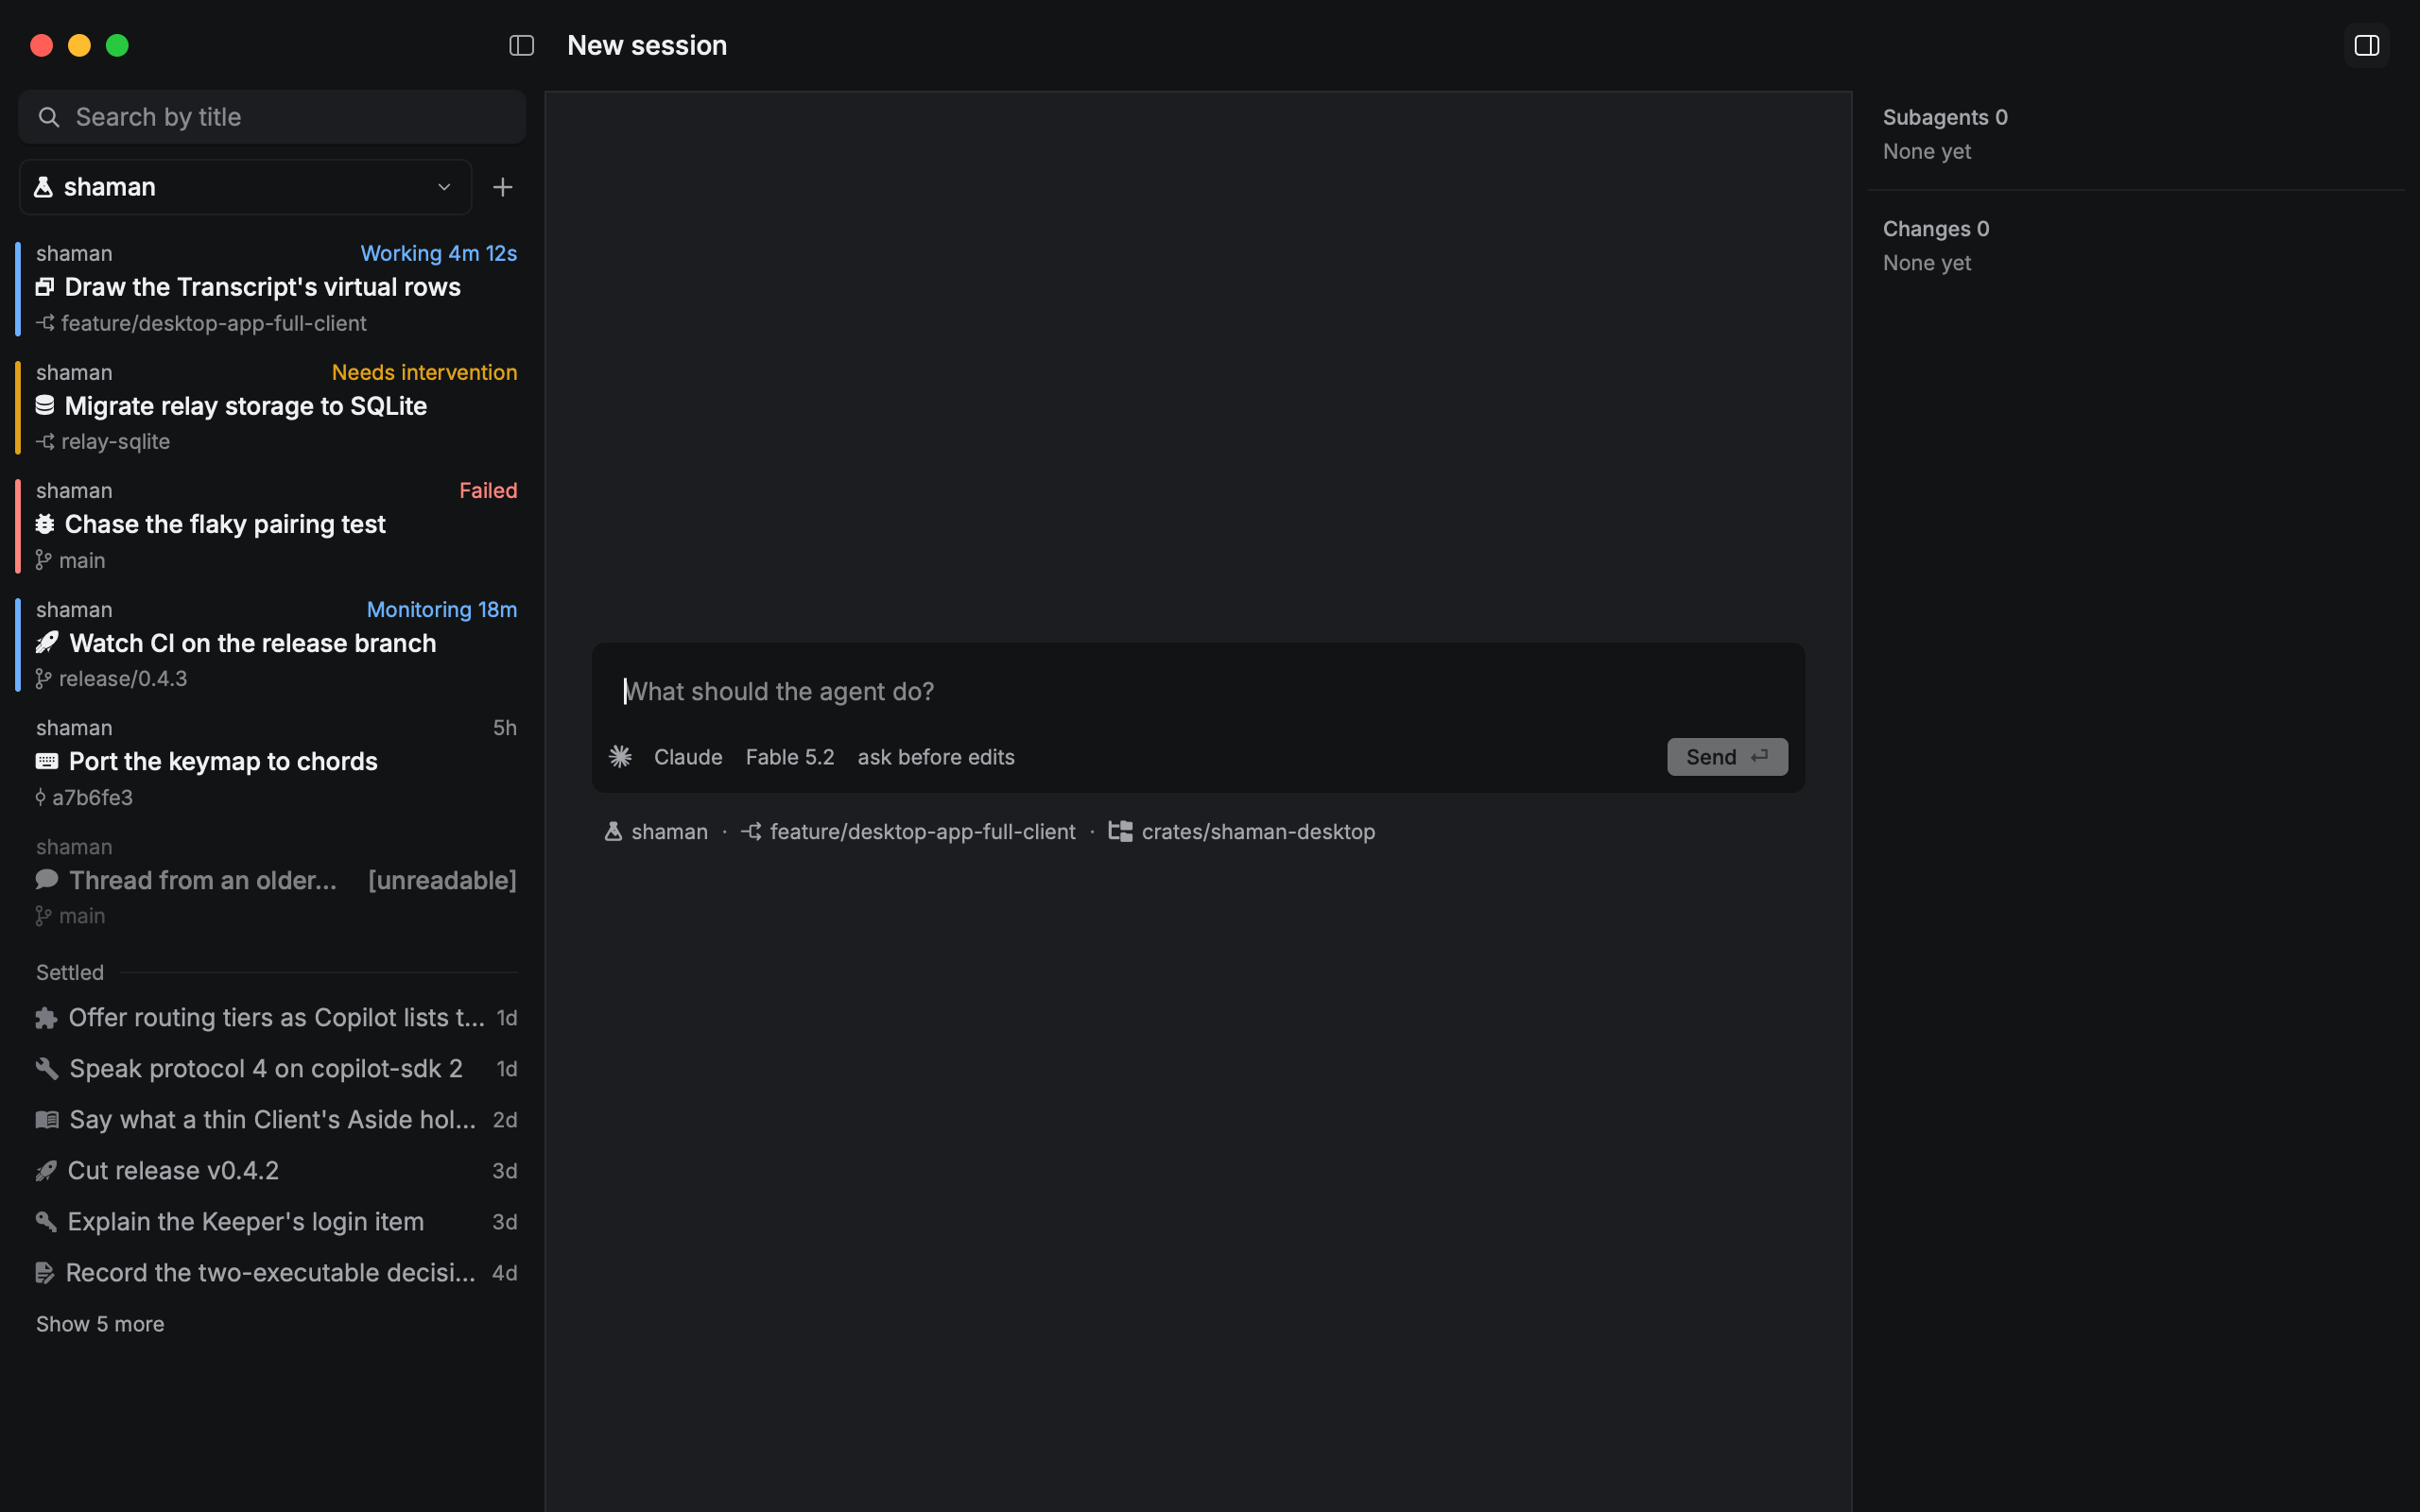 New session
Search by title
shaman
shaman Working 4m 12s
Draw the Transcript's virtual rows
feature/desktop-app-full-client
shaman Needs intervention
Migrate relay storage to SQLite
relay-sqlite
shaman Failed
Chase the flaky pairing test
main
shaman Monitoring 18m
Watch CI on the release branch
release/0.4.3
shaman 5h
Port the keymap to chords
a7b6fe3
shaman
Thread from an older... [unreadable]
main
Settled
Offer routing tiers as Copilot lists t... 1d
Speak protocol 4 on copilot-sdk 2 1d
Say what a thin Client's Aside hol... 2d
Cut release v0.4.2 3d
Explain the Keeper's login item 3d
Record the two-executable decisi... 4d
Show 5 more
What should the agent do?
Claude Fable 5.2 ask before edits Send
shaman · feature/desktop-app-full-client · crates/shaman-desktop
Subagents 0
None yet
Changes 0
None yet